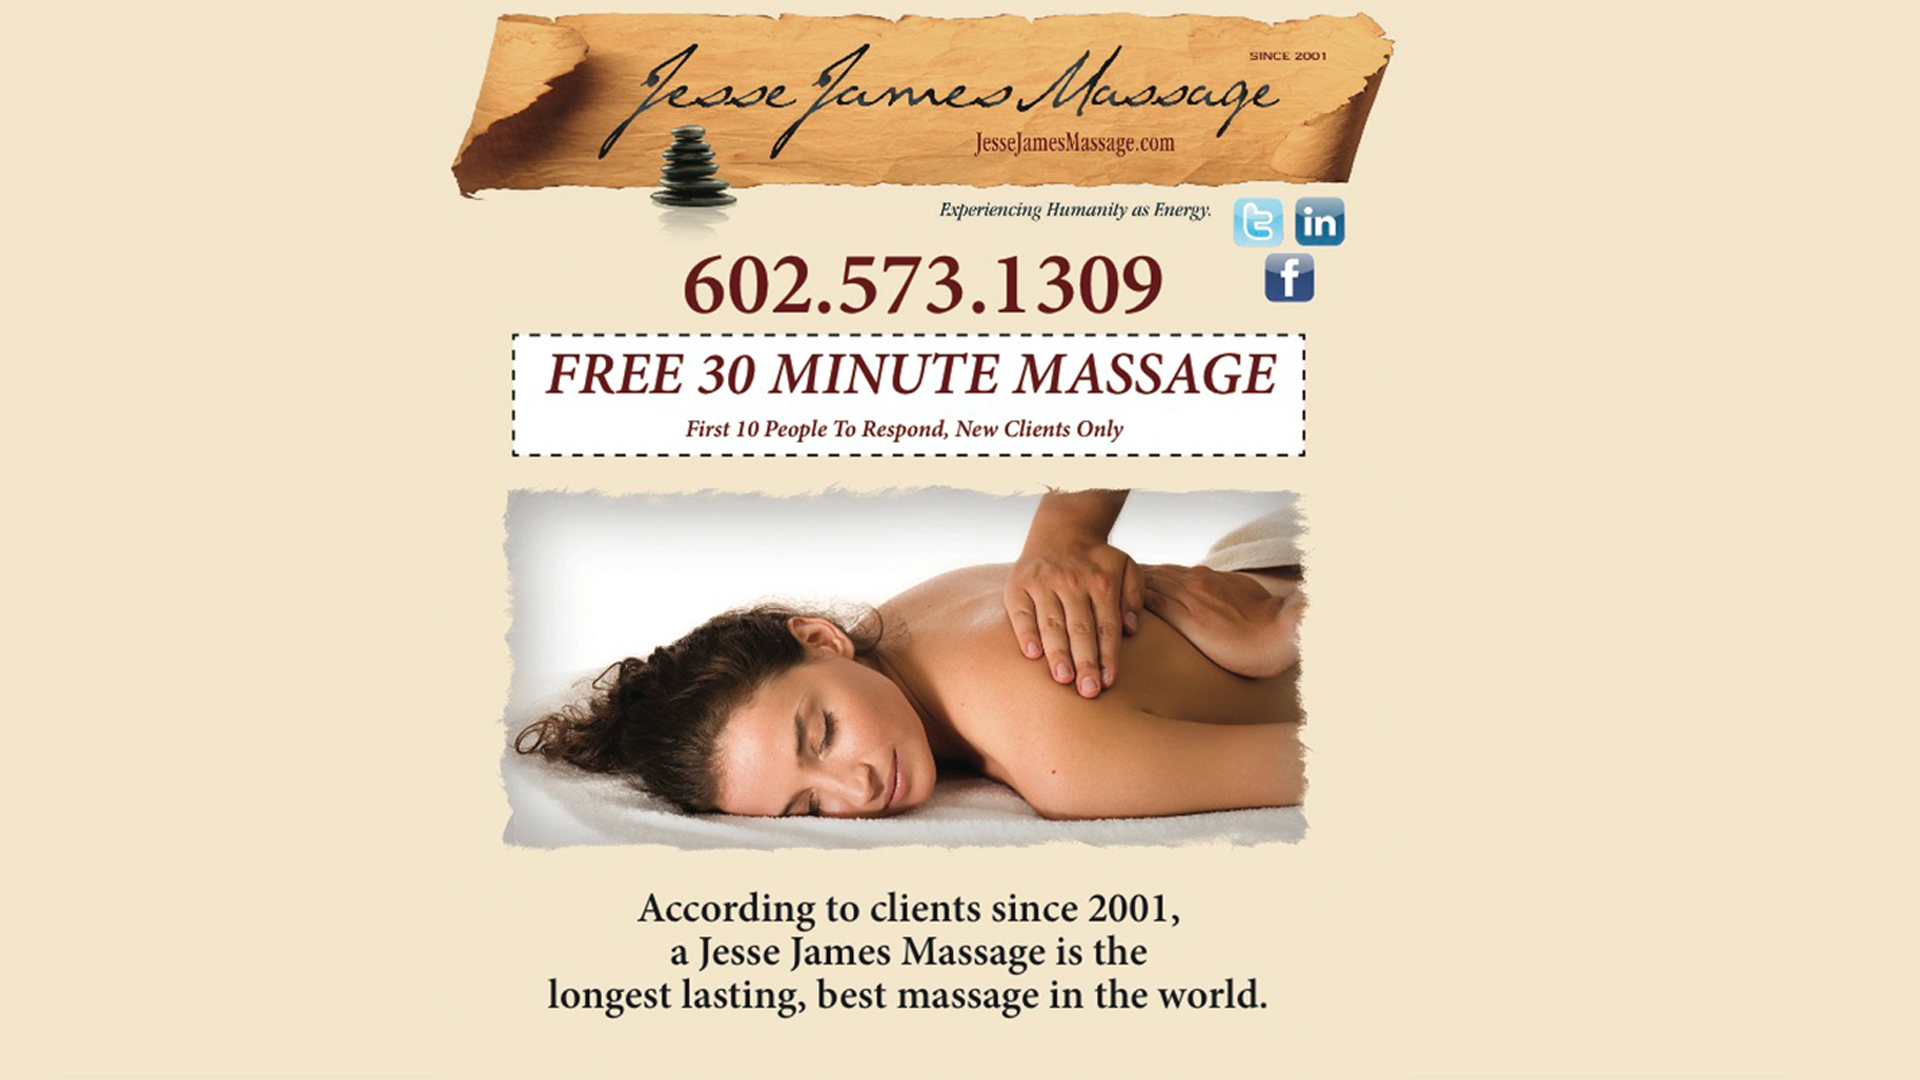 Jesse James Massage
SINCE 2001
JesseJamesMassage.com
Experiencing Humanity as Energy.
602.573.1309
FREE 30 MINUTE MASSAGE
First 10 People To Respond, New Clients Only
According to clients since 2001,
a Jesse James Massage is the
longest lasting, best massage in the world.